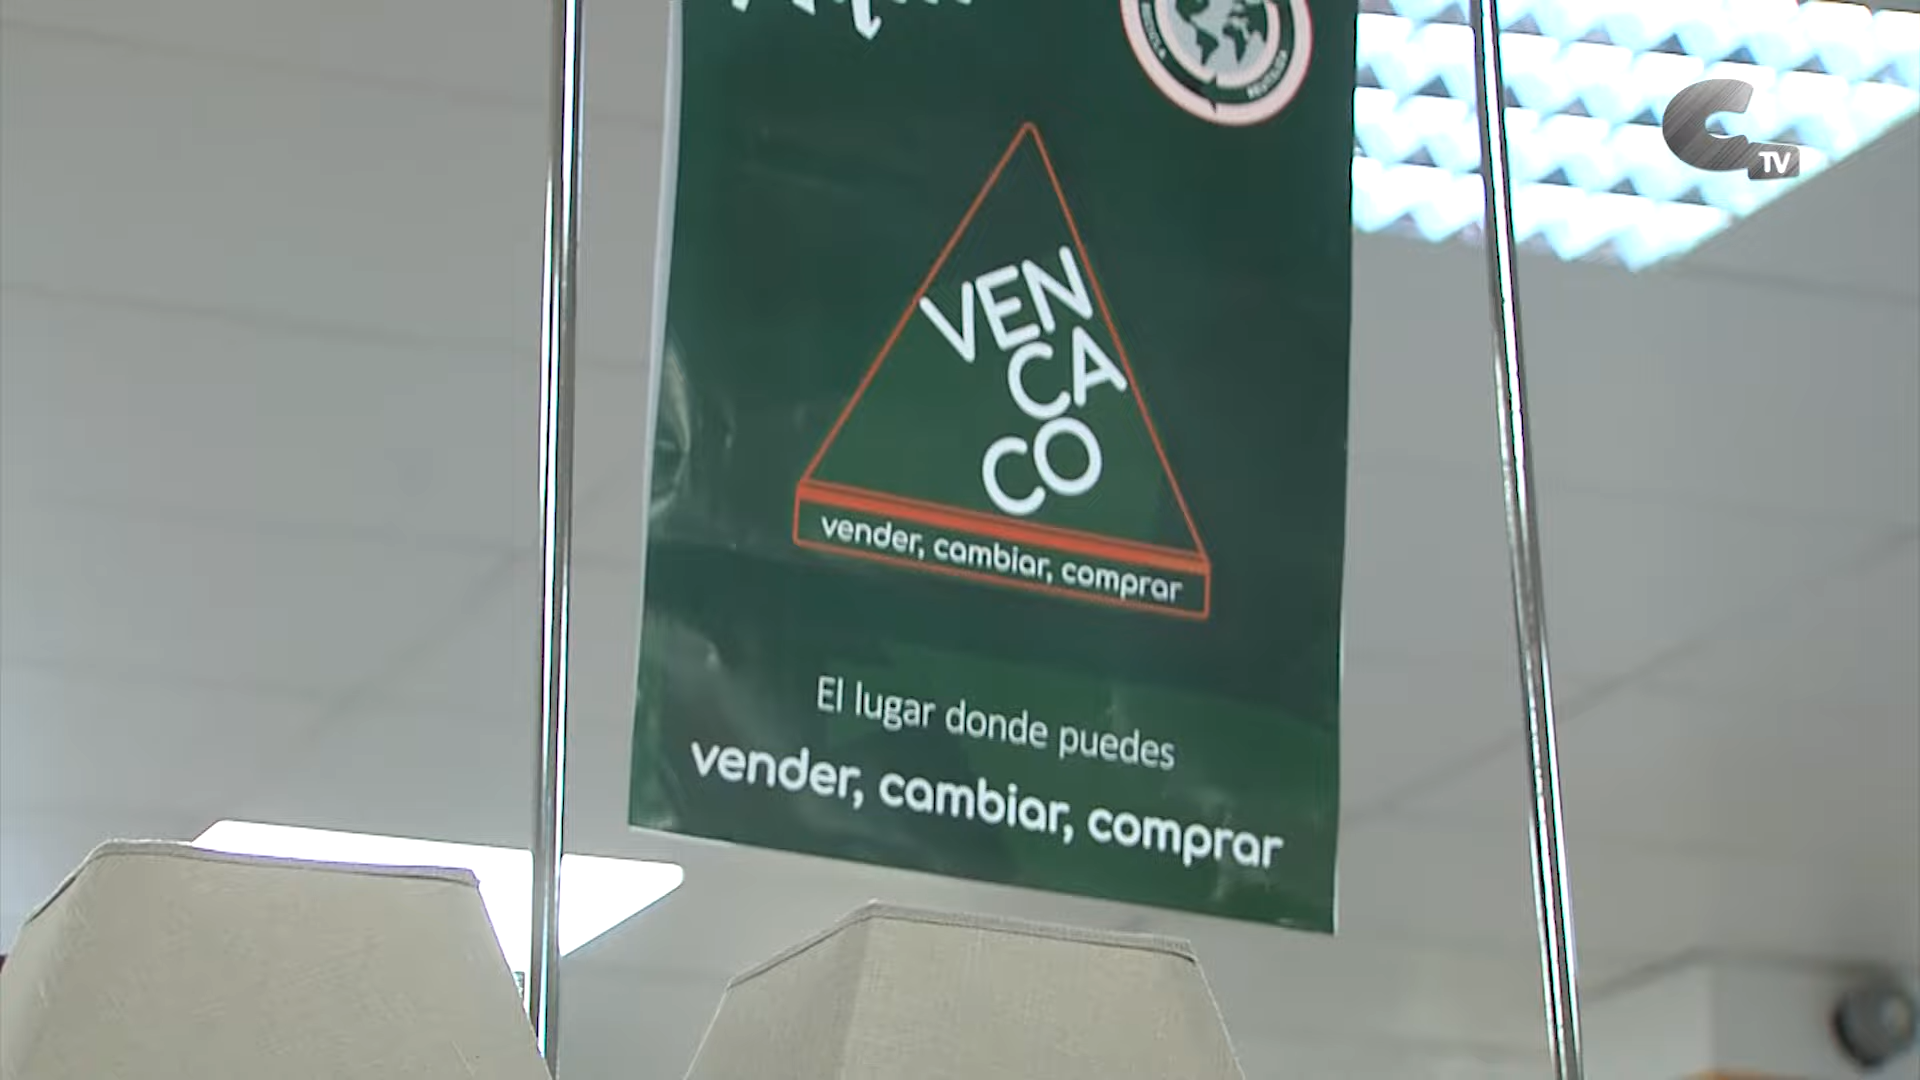 TV
VEN
CA
CO
vender, cambiar, comprar
El lugar donde puedes
vender, cambiar, comprar